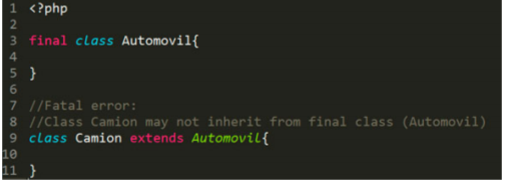 1 <?php
2
3 final class Automovil{
4
5 }
6
7 //Fatal error:
8 //Class Camion may not inherit from final class (Automovil)
9 class Camion extends Automovil{
10
11 }